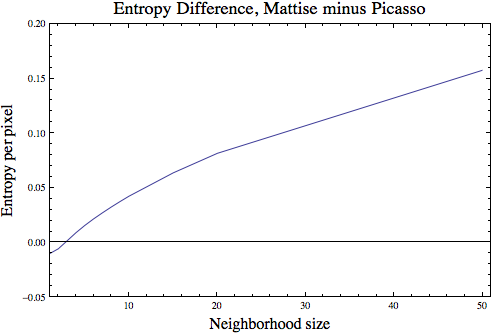 Entropy Difference, Mattise minus Picasso
0.20
0.15
0.10
0.05
0.00
−0.05
Entropy per pixel
10 20 30 40 50
Neighborhood size